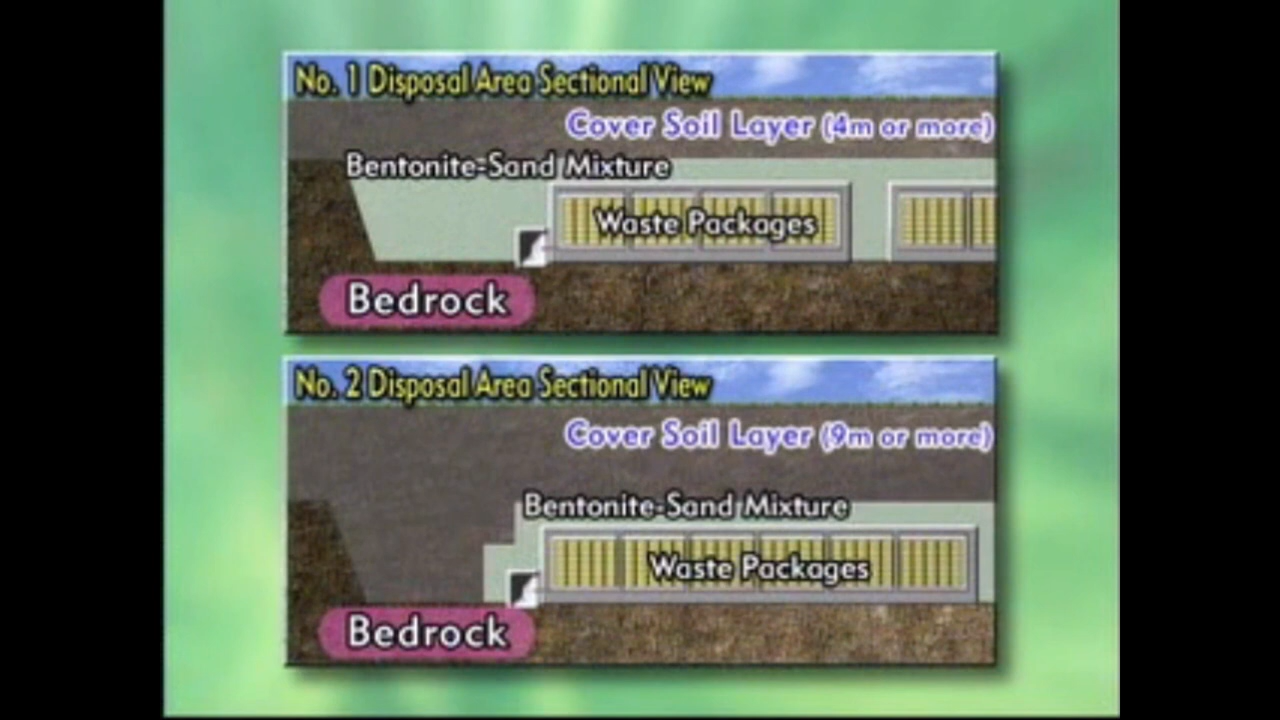 No. 1 Disposal Area Sectional View
Cover Soil Layer (4m or more)
Bentonite-Sand Mixture
Waste Packages
Bedrock
No. 2 Disposal Area Sectional View
Cover Soil Layer (9m or more)
Bentonite-Sand Mixture
Waste Packages
Bedrock